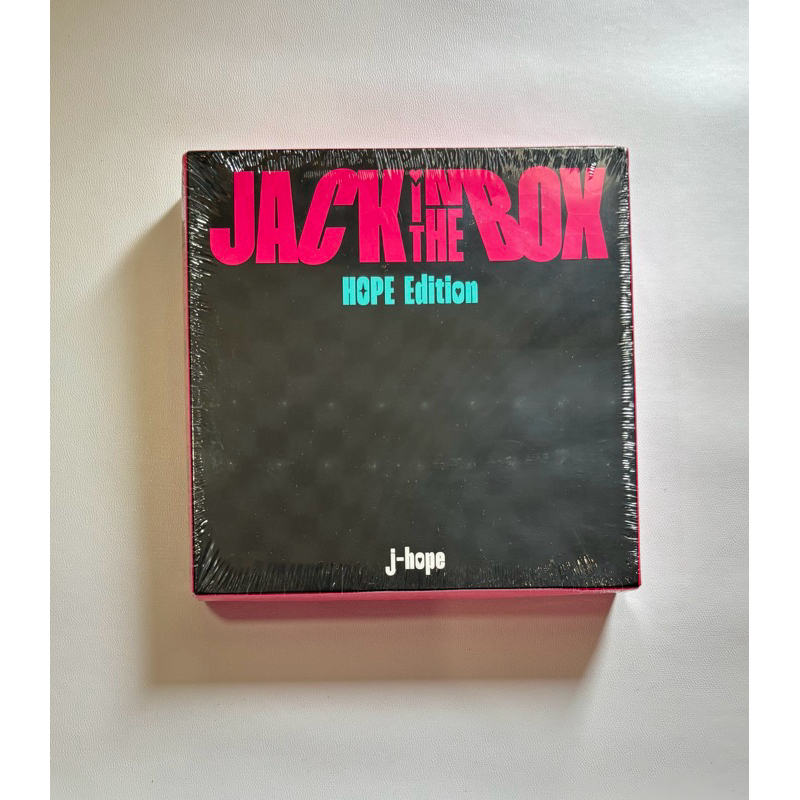 JACK iN THE BOX
HOPE Edition
j-hope